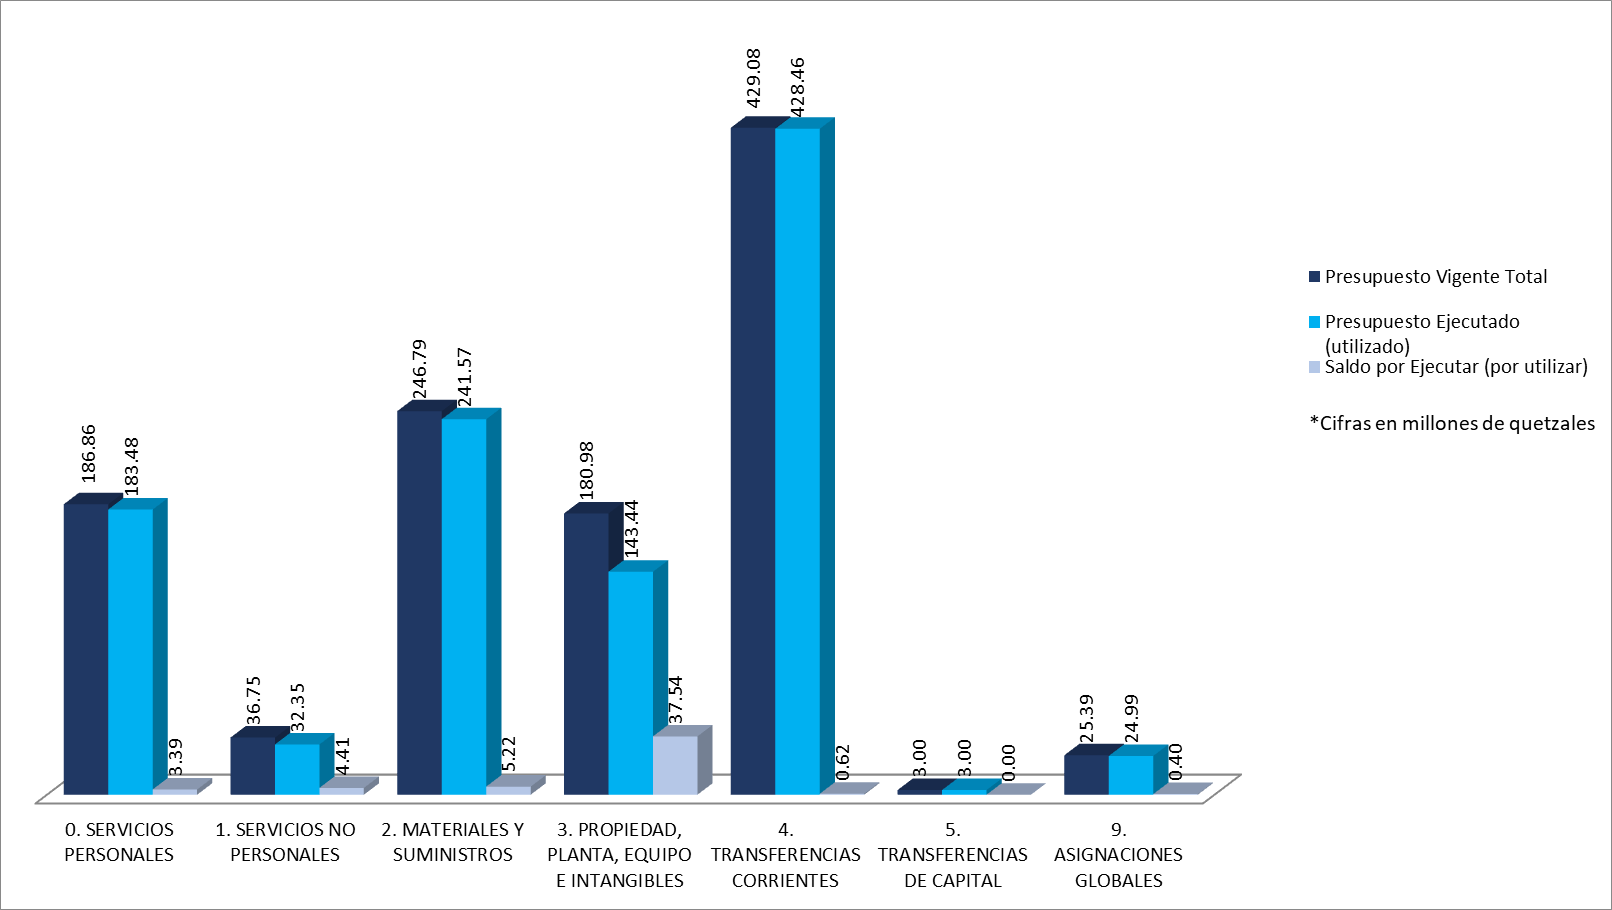 429.08
428.46
246.79
241.57
186.86
183.48
180.98
143.44
36.75
32.35
37.54
25.39
24.99
3.39
4.41
5.22
0.62
3.00
3.00
0.00
0.40
0. SERVICIOS
PERSONALES
1. SERVICIOS NO
PERSONALES
2. MATERIALES Y
SUMINISTROS
3. PROPIEDAD,
PLANTA, EQUIPO
E INTANGIBLES
4.
TRANSFERENCIAS
CORRIENTES
5.
TRANSFERENCIAS
DE CAPITAL
9.
ASIGNACIONES
GLOBALES
Presupuesto Vigente Total
Presupuesto Ejecutado
(utilizado)
Saldo por Ejecutar (por utilizar)
*Cifras en millones de quetzales